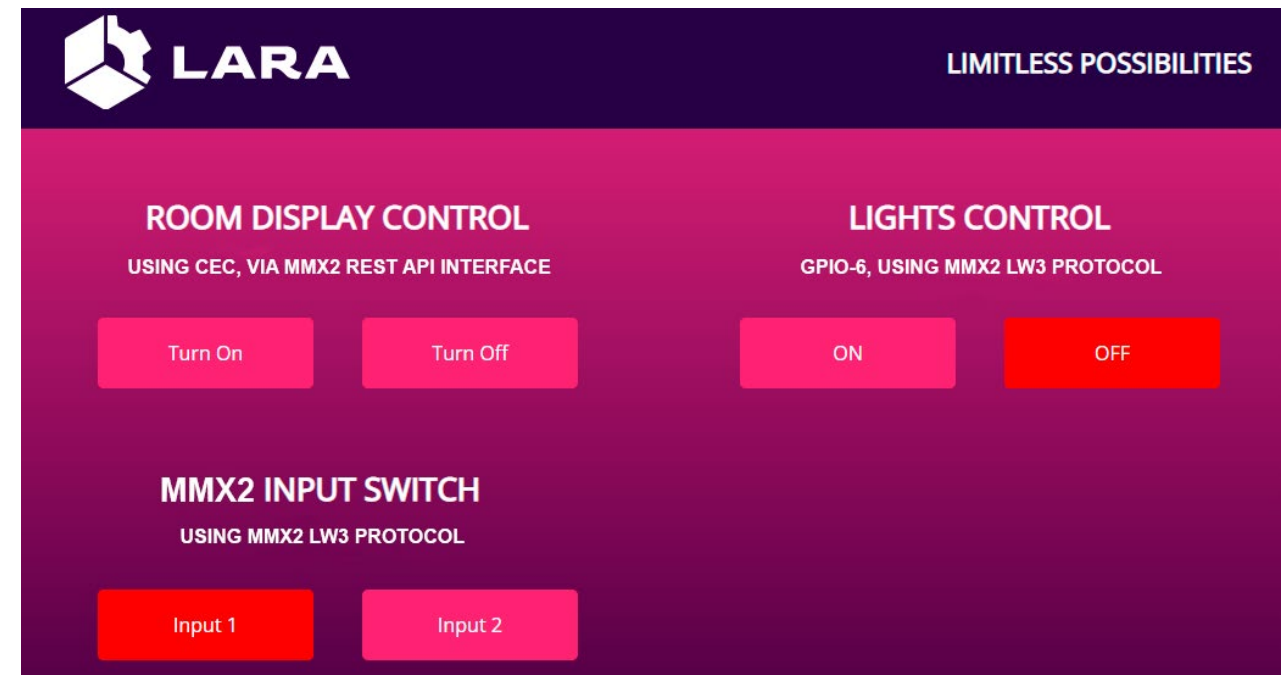 LARA
LIMITLESS POSSIBILITIES
ROOM DISPLAY CONTROL
USING CEC, VIA MMX2 REST API INTERFACE
Turn On
Turn Off
LIGHTS CONTROL
GPIO-6, USING MMX2 LW3 PROTOCOL
ON
OFF
MMX2 INPUT SWITCH
USING MMX2 LW3 PROTOCOL
Input 1
Input 2